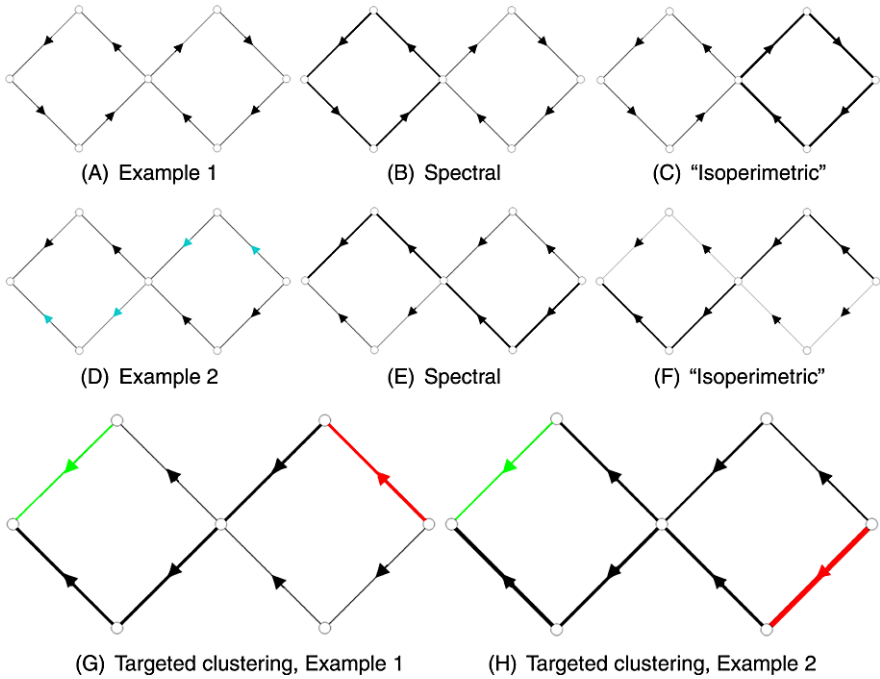 (A) Example 1
(B) Spectral
(C) “Isoperimetric”
(D) Example 2
(E) Spectral
(F) “Isoperimetric”
(G) Targeted clustering, Example 1
(H) Targeted clustering, Example 2